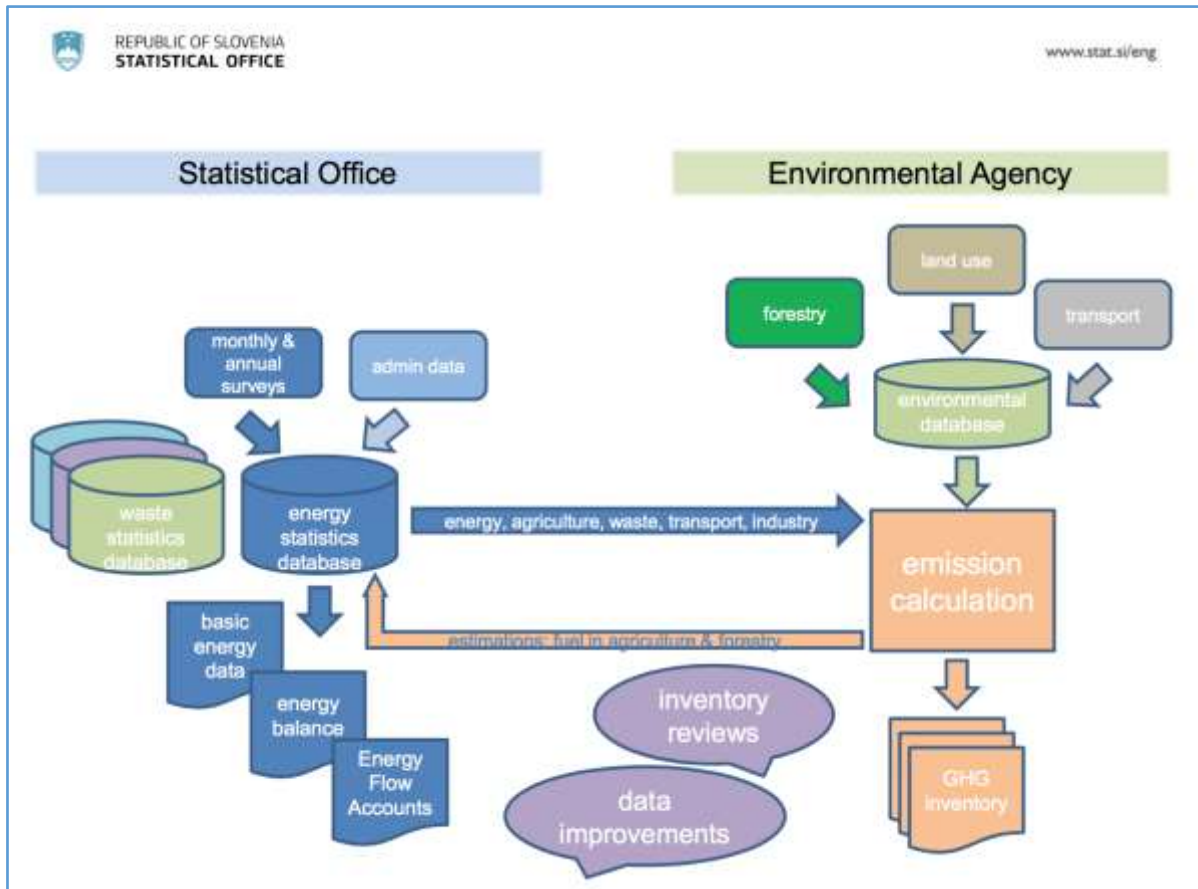 REPUBLIC OF SLOVENIA
STATISTICAL OFFICE
www.stat.si/eng
Statistical Office
Environmental Agency
land use
forestry
transport
monthly &
annual
surveys
admin data
environmental
database
waste
statistics
database
energy
statistics
database
energy, agriculture, waste, transport, industry
emission
calculation
estimations: fuel in agriculture & forestry
basic
energy
data
energy
balance
Energy
Flow
Accounts
inventory
reviews
data
improvements
GHG
inventory